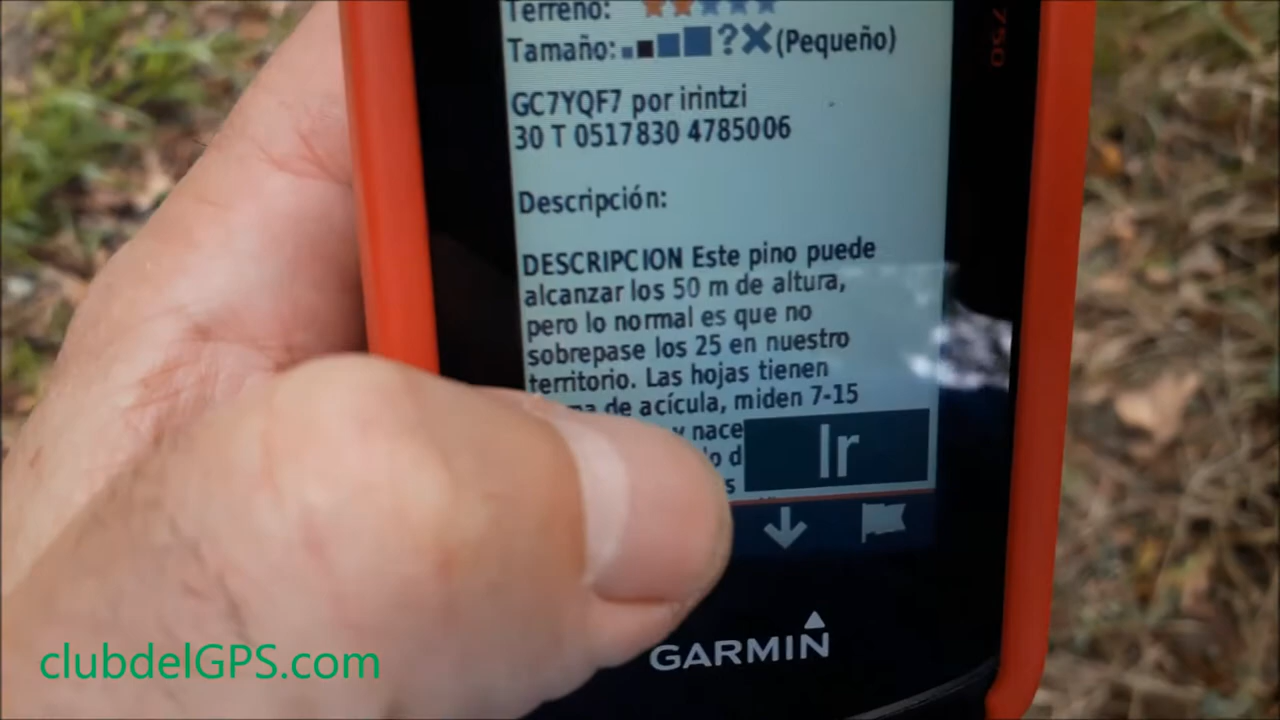 Terreno:
Tamaño: ? (Pequeño)
750
GC7YQF7 por irintzi
30 T 0517830 4785006
Descripción:
DESCRIPCION Este pino puede
alcanzar los 50 m de altura,
pero lo normal es que no
sobrepase los 25 en nuestro
territorio. Las hojas tienen
de acícula, miden 7-15
y nace
Ir
GARMIN
clubdelGPS.com